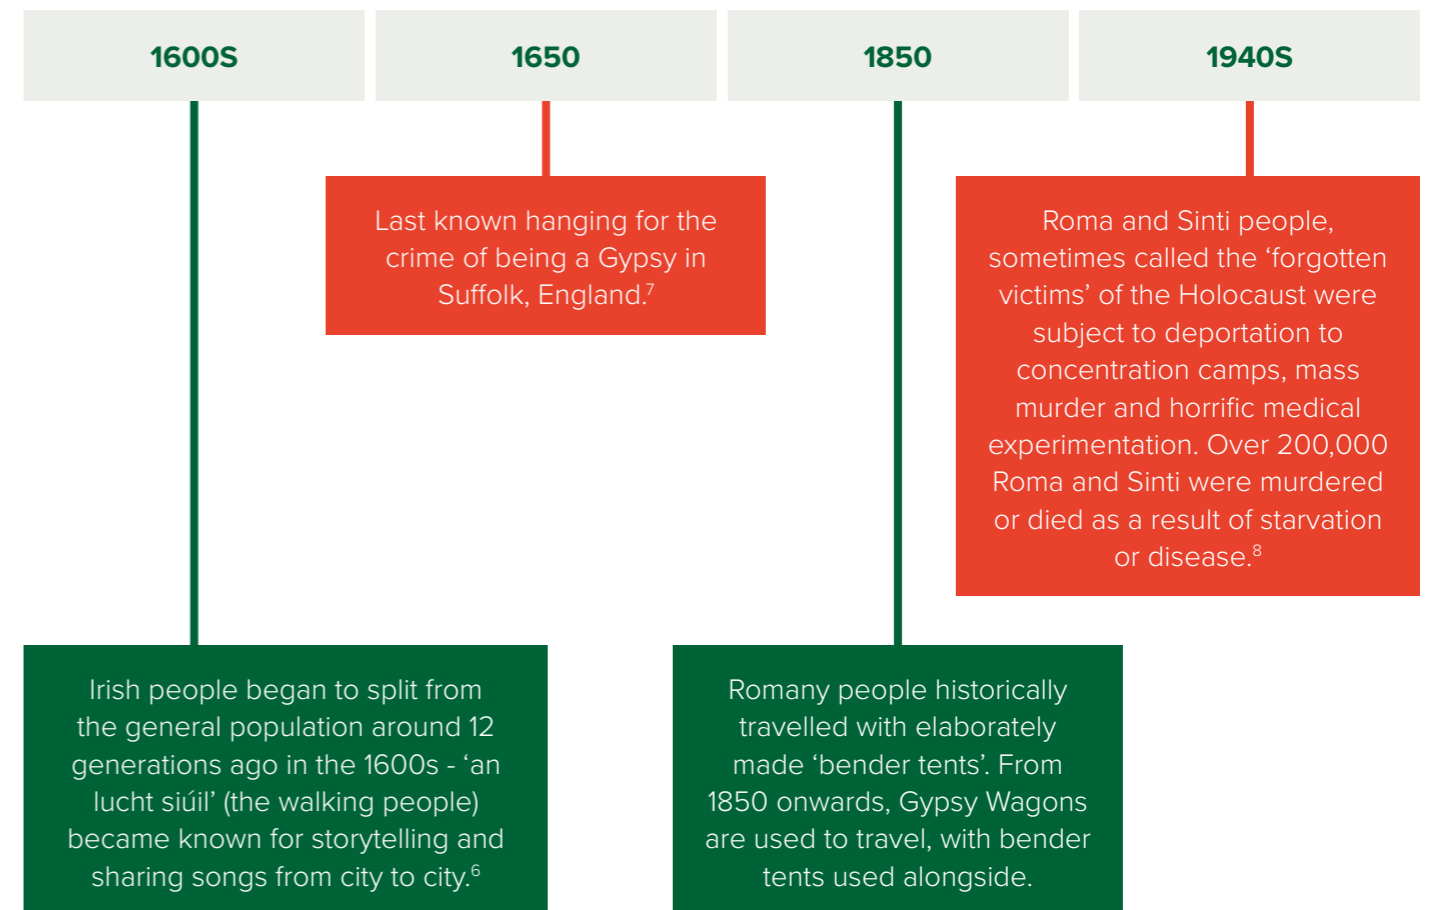 1600S
1650
1850
1940S
Last known hanging for the
crime of being a Gypsy in
Suffolk, England.⁷
Roma and Sinti people,
sometimes called the ‘forgotten
victims’ of the Holocaust were
subject to deportation to
concentration camps, mass
murder and horrific medical
experimentation. Over 200,000
Roma and Sinti were murdered
or died as a result of starvation
or disease.⁸
Irish people began to split from
the general population around 12
generations ago in the 1600s - ‘an
lucht siúil’ (the walking people)
became known for storytelling and
sharing songs from city to city.⁶
Romany people historically
travelled with elaborately
made ‘bender tents’. From
1850 onwards, Gypsy Wagons
are used to travel, with bender
tents used alongside.